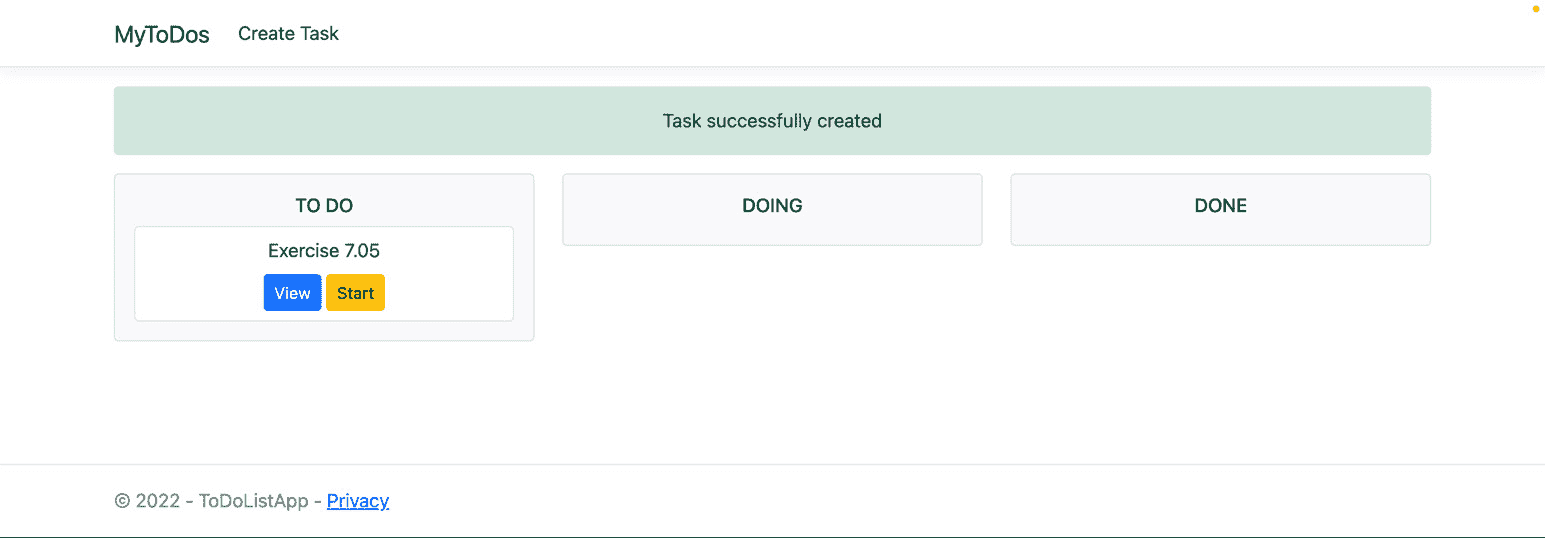 MyToDos Create Task
Task successfully created
TO DO
Exercise 7.05
View Start
DOING
DONE
© 2022 - ToDoListApp - Privacy